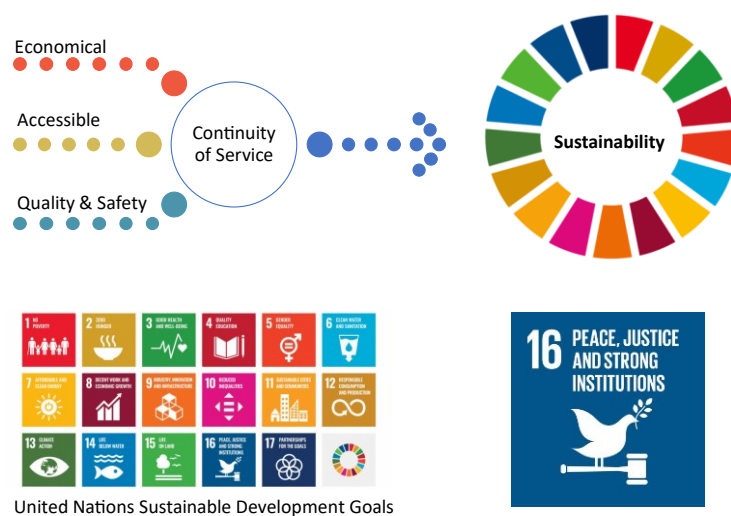 Economical
Accessible
Quality & Safety
Continuity
of Service
Sustainability
1 NO
POVERTY
2 ZERO
HUNGER
3 GOOD HEALTH
AND WELL-BEING
4 QUALITY
EDUCATION
5 GENDER
EQUALITY
6 CLEAN WATER
AND SANITATION
7 AFFORDABLE AND
CLEAN ENERGY
8 DECENT WORK AND
ECONOMIC GROWTH
9 INDUSTRY, INNOVATION
AND INFRASTRUCTURE
10 REDUCED
INEQUALITIES
11 SUSTAINABLE CITIES
AND COMMUNITIES
12 RESPONSIBLE
CONSUMPTION
AND PRODUCTION
13 CLIMATE
ACTION
14 LIFE
BELOW WATER
15 LIFE
ON LAND
16 PEACE, JUSTICE
AND STRONG
INSTITUTIONS
17 PARTNERSHIPS
FOR THE GOALS
United Nations Sustainable Development Goals
16 PEACE, JUSTICE
AND STRONG
INSTITUTIONS